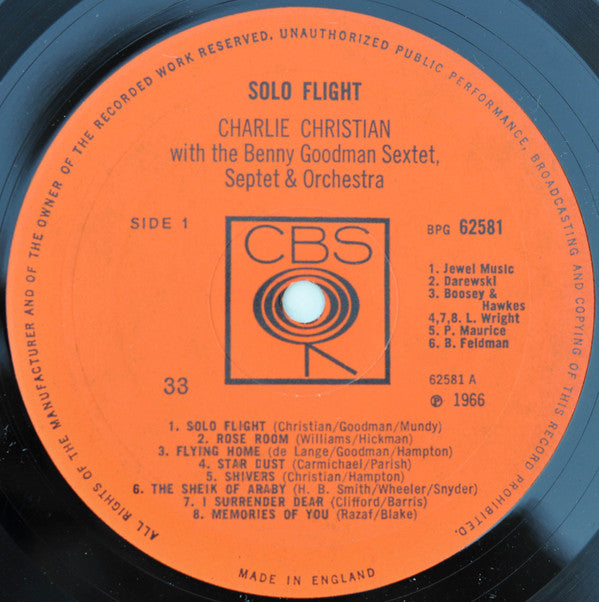 ALL RIGHTS OF THE MANUFACTURER AND OF THE OWNER OF THE RECORDED WORK RESERVED. UNAUTHORIZED PUBLIC PERFORMANCE, BROADCASTING AND COPYING OF THIS RECORD PROHIBITED.
SOLO FLIGHT
CHARLIE CHRISTIAN
with the Benny Goodman Sextet,
Septet & Orchestra
SIDE 1
BPG 62581
CBS
1. Jewel Music
2. Darewski
3. Boosey &
Hawkes
4,7,8. L. Wright
5. P. Maurice
6. B. Feldman
33
62581 A
℗ 1966
1. SOLO FLIGHT (Christian/Goodman/Mundy)
2. ROSE ROOM (Williams/Hickman)
3. FLYING HOME (de Lange/Goodman/Hampton)
4. STAR DUST (Carmichael/Parish)
5. SHIVERS (Christian/Hampton)
6. THE SHEIK OF ARABY (H. B. Smith/Wheeler/Snyder)
7. I SURRENDER DEAR (Clifford/Barris)
8. MEMORIES OF YOU (Razaf/Blake)
MADE IN ENGLAND